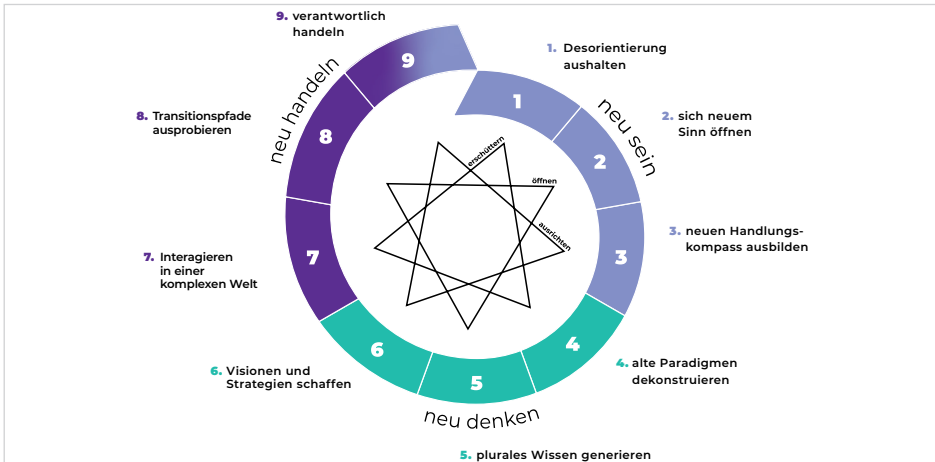 9. verantwortlich
handeln
1. Desorientierung
aushalten
2. sich neuem
Sinn öffnen
3. neuen Handlungs-
kompass ausbilden
4. alte Paradigmen
dekonstruieren
5. plurales Wissen generieren
6. Visionen und
Strategien schaffen
7. Interagieren
in einer
komplexen Welt
8. Transitionspfade
ausprobieren
neu sein
neu denken
neu handeln
1
2
3
4
5
6
7
8
9
erschüttern
öffnen
ausrichten